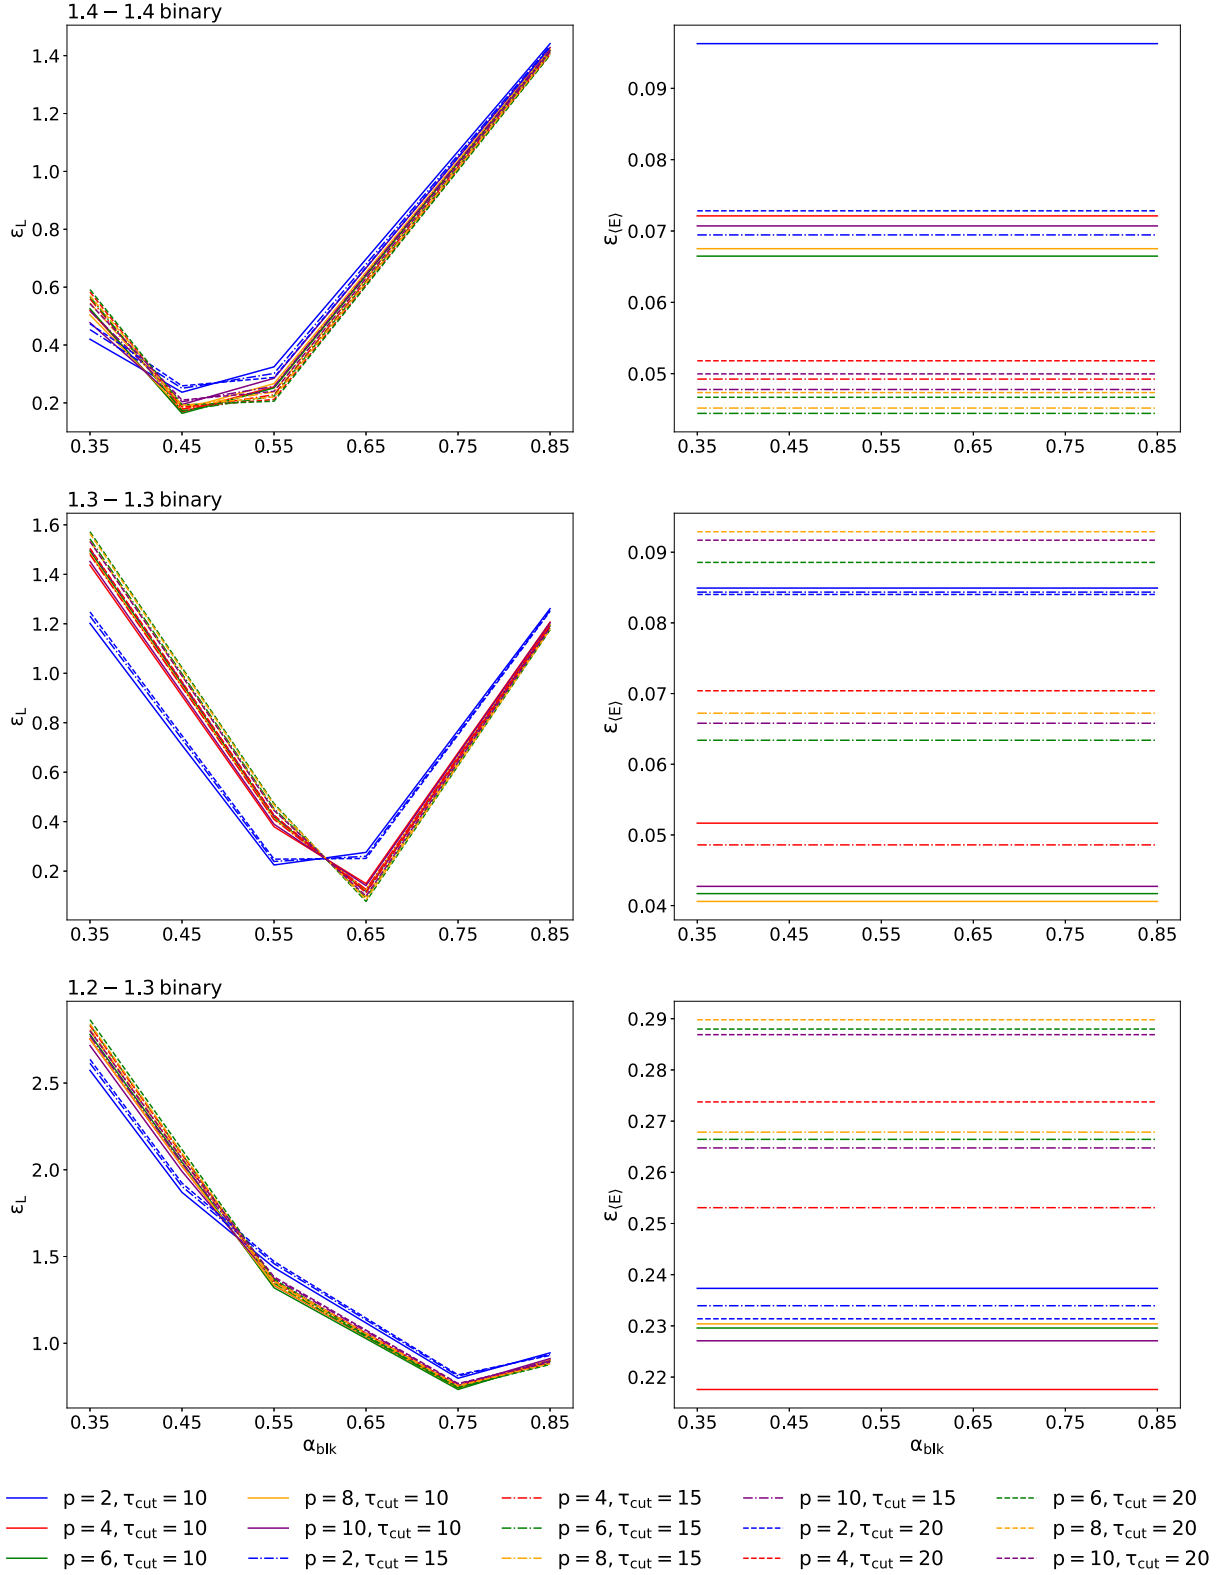 1.4 − 1.4 binary
1.4
1.2
1.0
0.8
0.6
0.4
0.2
ε_L
0.35 0.45 0.55 0.65 0.75 0.85
0.09
0.08
0.07
0.06
0.05
ε_⟨E⟩
0.35 0.45 0.55 0.65 0.75 0.85
1.3 − 1.3 binary
1.6
1.4
1.2
1.0
0.8
0.6
0.4
0.2
ε_L
0.35 0.45 0.55 0.65 0.75 0.85
0.09
0.08
0.07
0.06
0.05
0.04
ε_⟨E⟩
0.35 0.45 0.55 0.65 0.75 0.85
1.2 − 1.3 binary
2.5
2.0
1.5
1.0
ε_L
0.35 0.45 0.55 0.65 0.75 0.85
α_blk
0.29
0.28
0.27
0.26
0.25
0.24
0.23
0.22
ε_⟨E⟩
0.35 0.45 0.55 0.65 0.75 0.85
α_blk
p = 2, τ_cut = 10
p = 4, τ_cut = 10
p = 6, τ_cut = 10
p = 8, τ_cut = 10
p = 10, τ_cut = 10
p = 2, τ_cut = 15
p = 4, τ_cut = 15
p = 6, τ_cut = 15
p = 8, τ_cut = 15
p = 10, τ_cut = 15
p = 2, τ_cut = 20
p = 4, τ_cut = 20
p = 6, τ_cut = 20
p = 8, τ_cut = 20
p = 10, τ_cut = 20